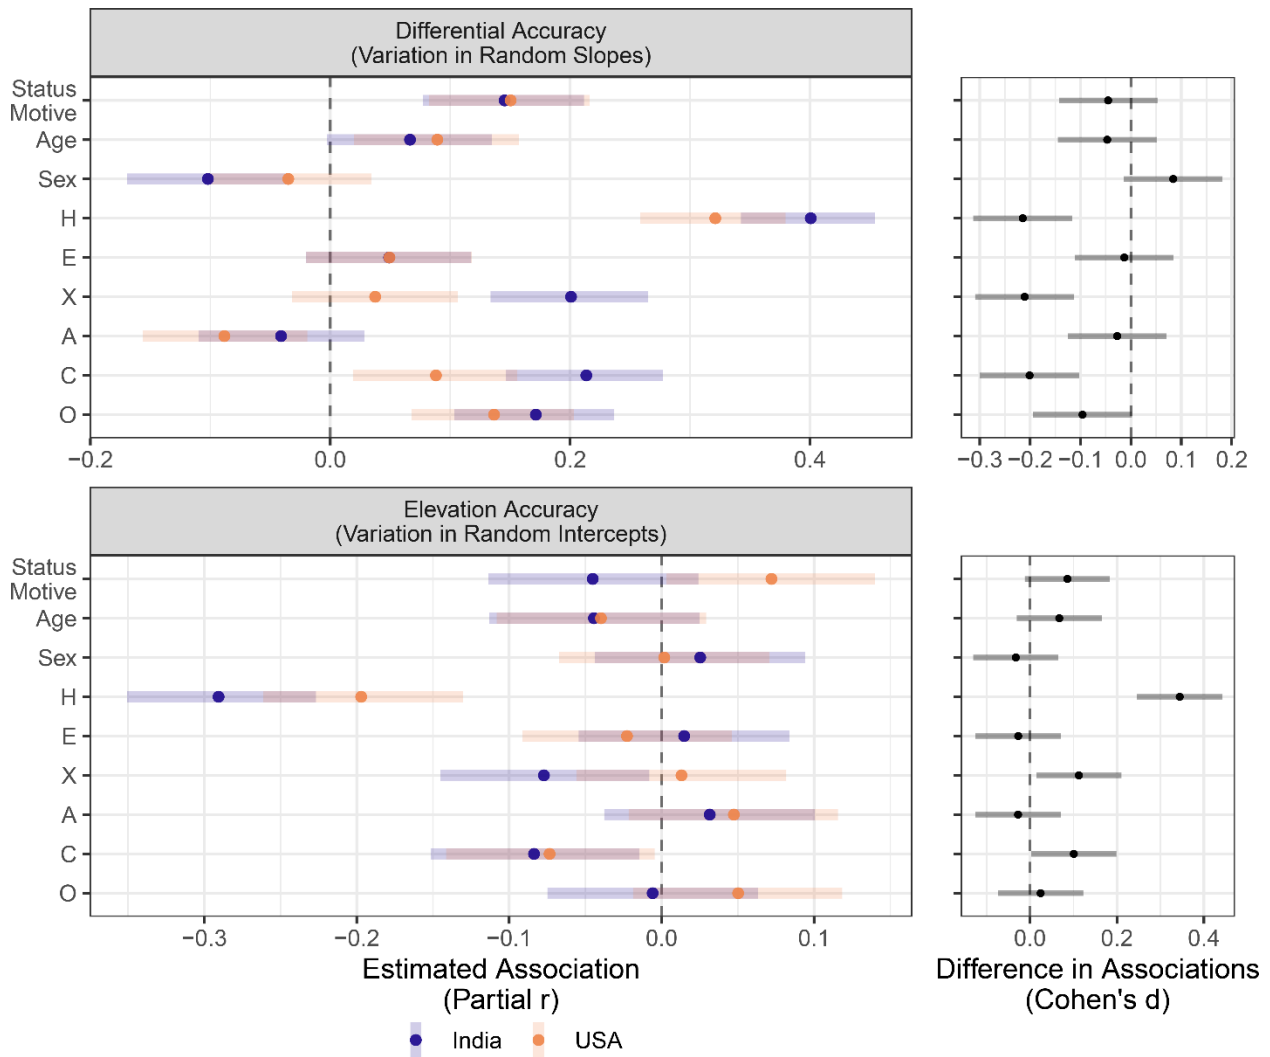 Differential Accuracy
(Variation in Random Slopes)
Status
Motive
Age
Sex
H
E
X
A
C
O
−0.2 0.0 0.2 0.4
−0.3 −0.2 −0.1 0.0 0.1 0.2
Elevation Accuracy
(Variation in Random Intercepts)
Status
Motive
Age
Sex
H
E
X
A
C
O
−0.3 −0.2 −0.1 0.0 0.1
0.0 0.2 0.4
Estimated Association
(Partial r)
Difference in Associations
(Cohen's d)
India USA